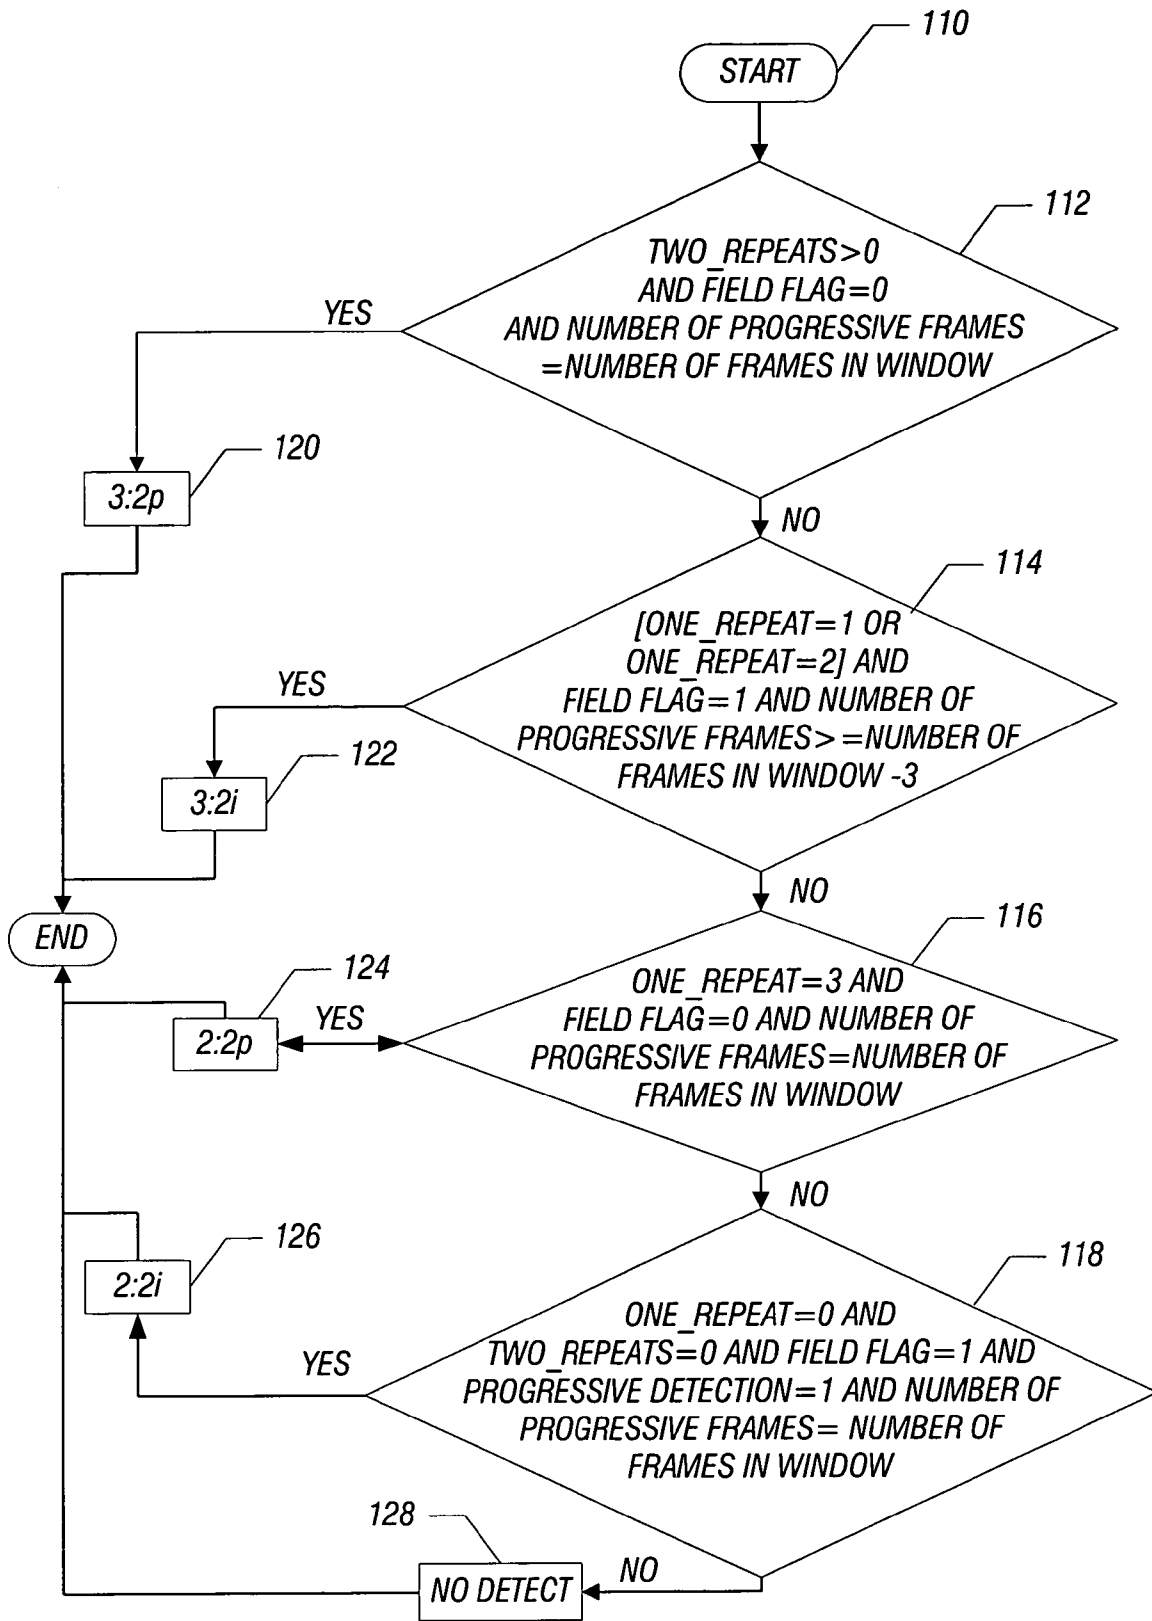 110
START
112
TWO_REPEATS>0
AND FIELD FLAG=0
AND NUMBER OF PROGRESSIVE FRAMES
=NUMBER OF FRAMES IN WINDOW
YES
120
3:2p
NO
114
[ONE_REPEAT=1 OR
ONE_REPEAT=2] AND
FIELD FLAG=1 AND NUMBER OF
PROGRESSIVE FRAMES> =NUMBER OF
FRAMES IN WINDOW -3
YES
122
3:2i
NO
END
116
ONE_REPEAT=3 AND
FIELD FLAG=0 AND NUMBER OF
PROGRESSIVE FRAMES=NUMBER OF
FRAMES IN WINDOW
124
YES
2:2p
NO
126
2:2i
118
ONE_REPEAT=0 AND
TWO_REPEATS=0 AND FIELD FLAG=1 AND
PROGRESSIVE DETECTION=1 AND NUMBER OF
PROGRESSIVE FRAMES= NUMBER OF
FRAMES IN WINDOW
YES
128
NO
NO DETECT